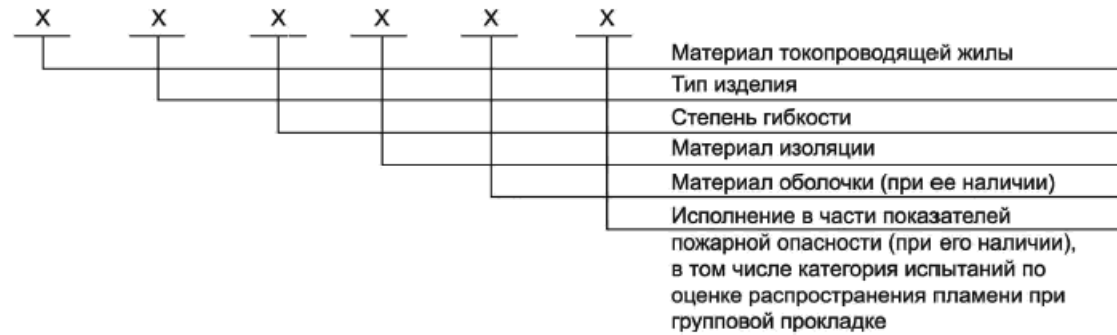 X X X X X X
Материал токопроводящей жилы
Тип изделия
Степень гибкости
Материал изоляции
Материал оболочки (при ее наличии)
Исполнение в части показателей
пожарной опасности (при его наличии),
в том числе категория испытаний по
оценке распространения пламени при
групповой прокладке